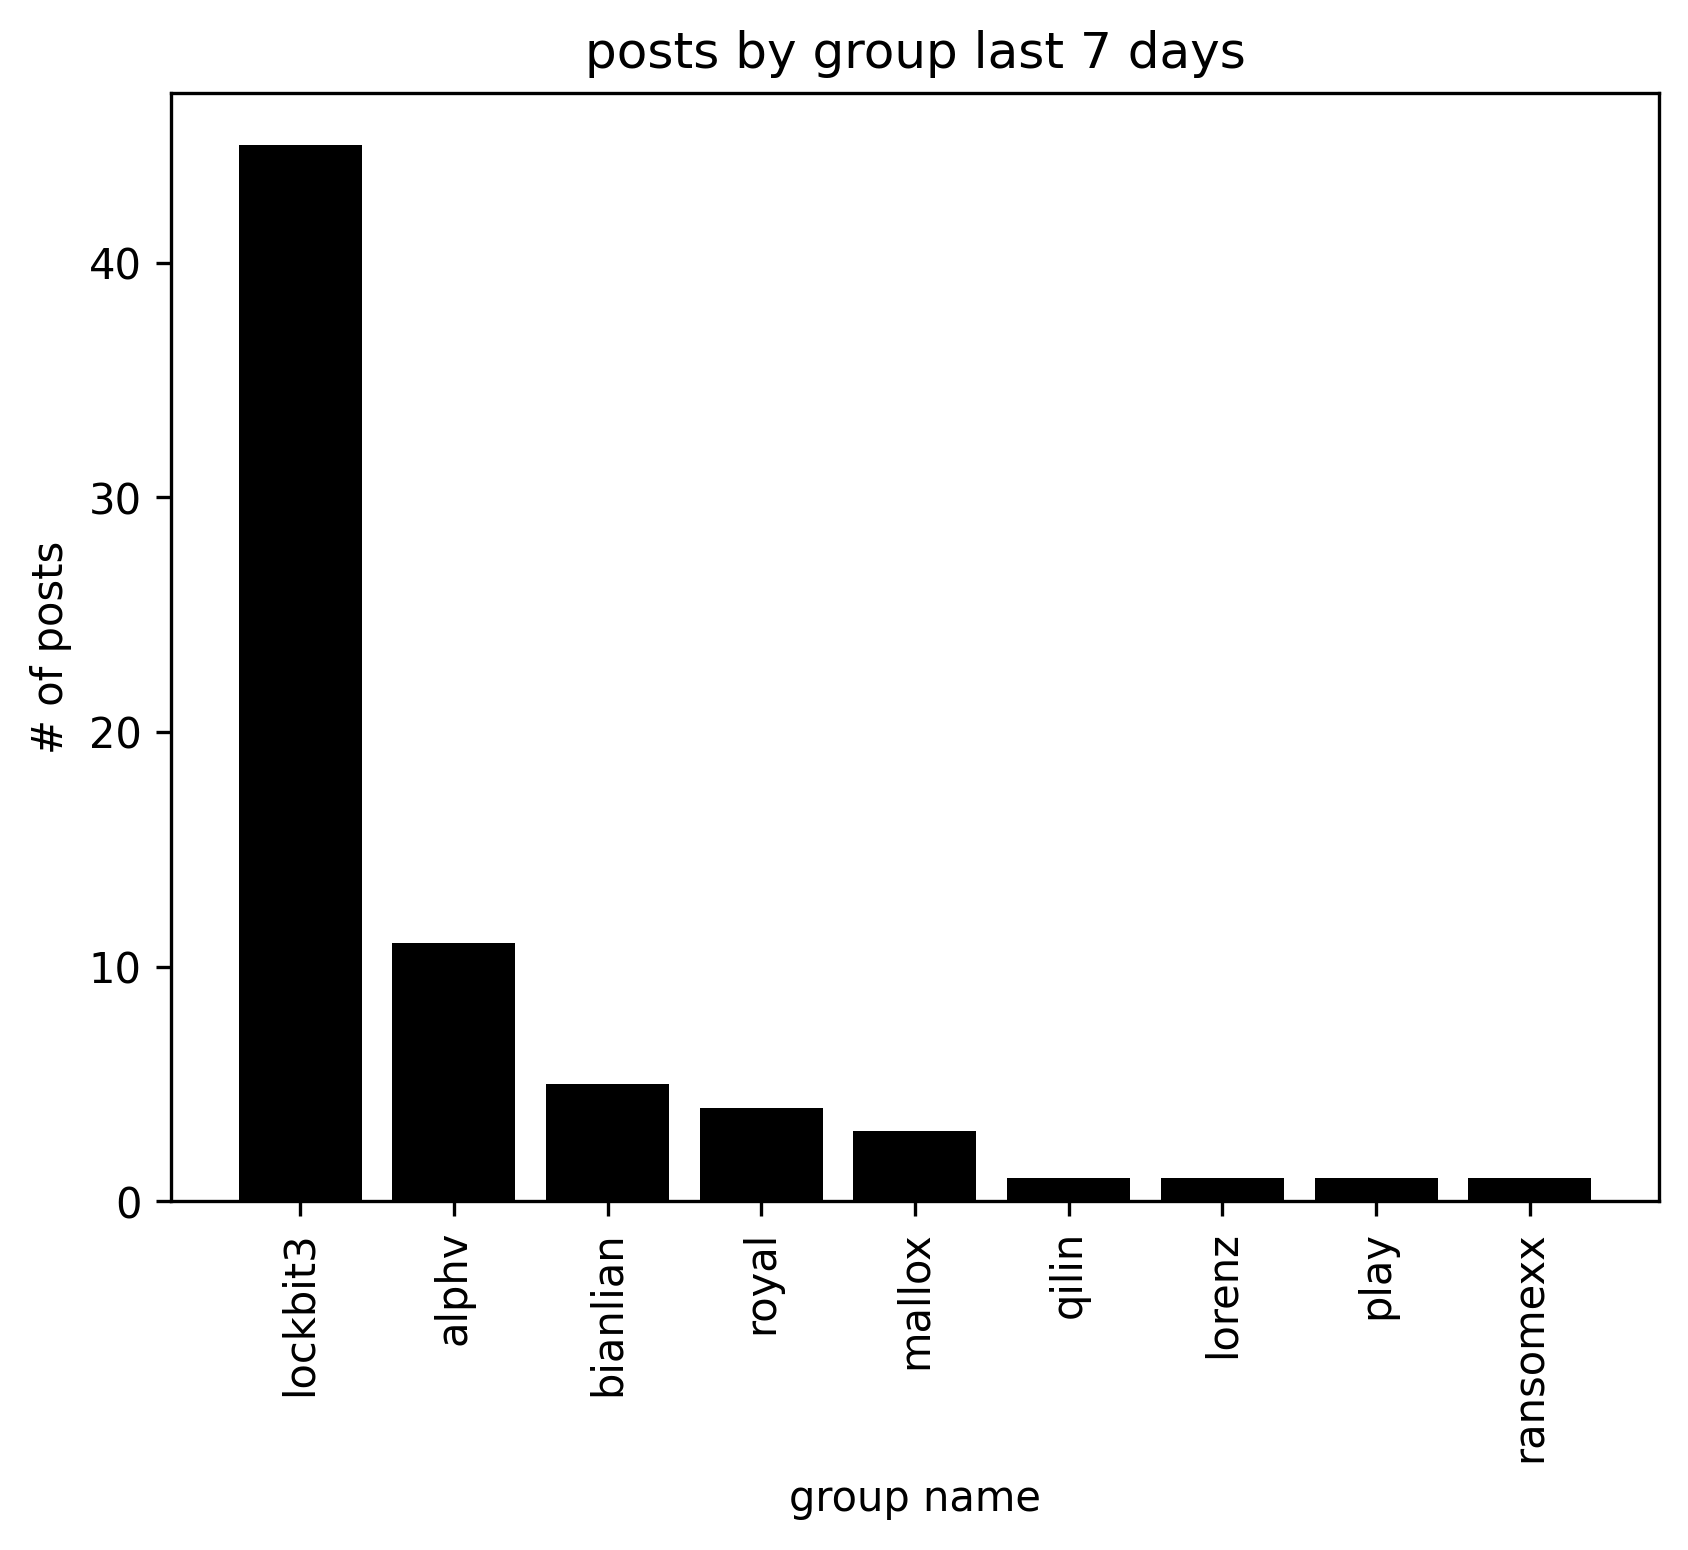 posts by group last 7 days
# of posts
40
30
20
10
0
lockbit3
alphv
bianlian
royal
mallox
qilin
lorenz
play
ransomexx
group name